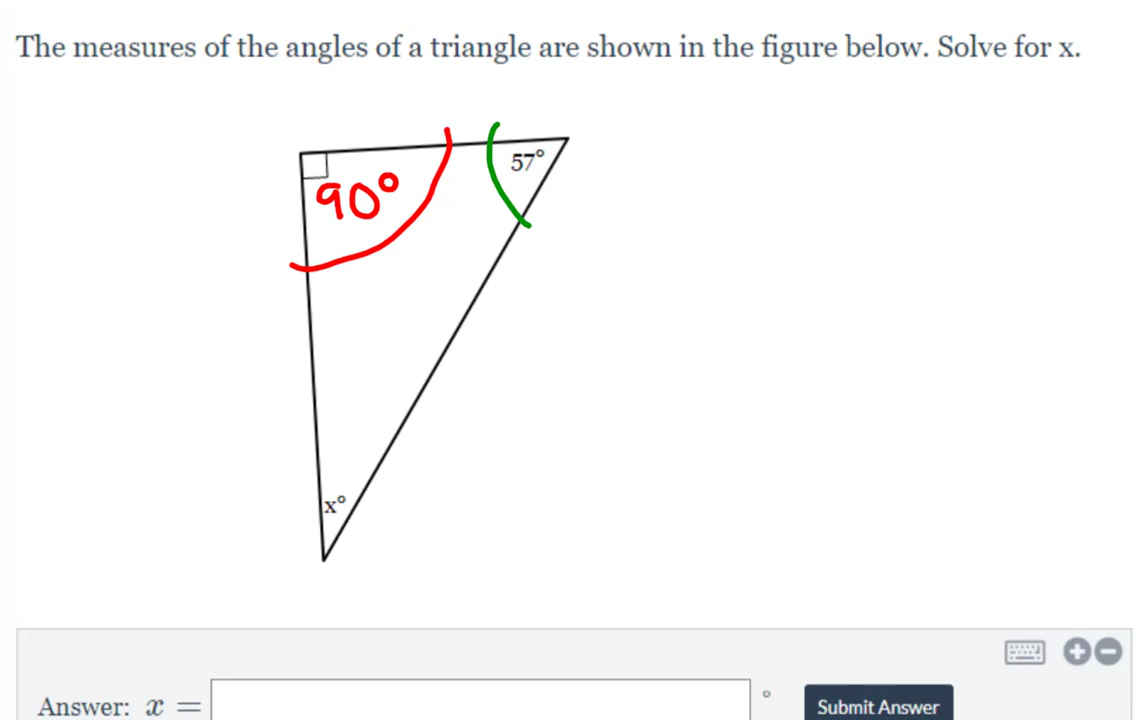 The measures of the angles of a triangle are shown in the figure below. Solve for x.
57°
90°
x°
Answer: x =
°
Submit Answer